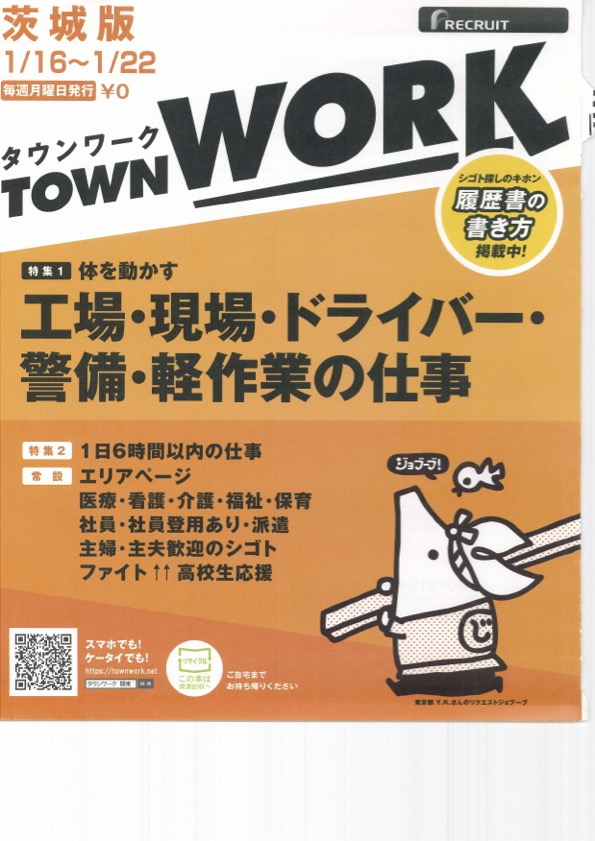 茨城版
1/16〜1/22
毎週月曜日発行 ¥0
RECRUIT
タウンワーク
TOWN WORK
シゴト探しのキホン
履歴書の
書き方
掲載中!
特集1 体を動かす
工場・現場・ドライバー・
警備・軽作業の仕事
特集2 1日6時間以内の仕事
常設 エリアページ
医療・看護・介護・福祉・保育
社員・社員登用あり・派遣
主婦・主夫歓迎のシゴト
ファイト↑↑高校生応援
ジョブーブ!
じ
スマホでも!
ケータイでも!
https://townwork.net
タウンワーク 関東 検索
リサイクル
この本は
資源回収へ
ご自宅まで
お持ち帰りください
東京都 Y.K.さんのリクエストジョブーブ